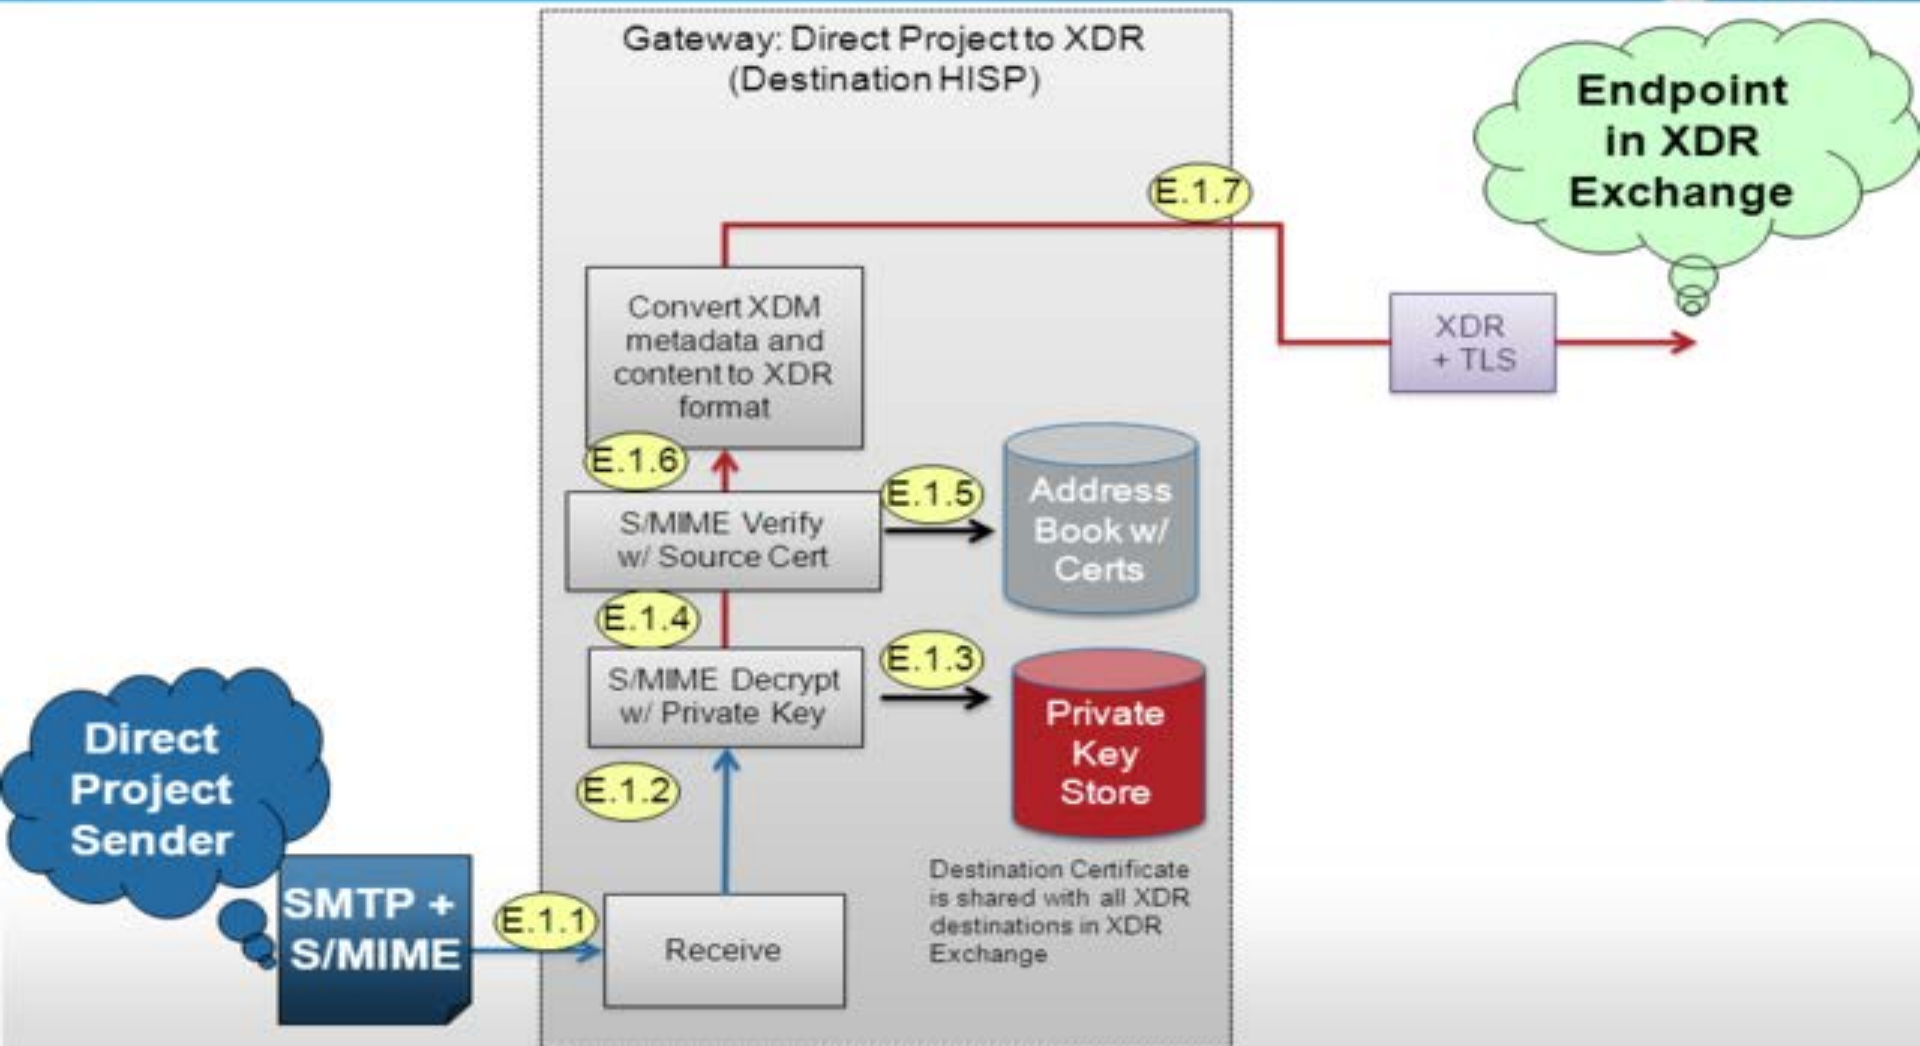 Gateway: Direct Project to XDR
(Destination HISP)
Endpoint
in XDR
Exchange
E.1.7
Convert XDM
metadata and
content to XDR
format
XDR
+ TLS
E.1.6
E.1.5
S/MIME Verify
w/ Source Cert
Address
Book w/
Certs
E.1.4
E.1.3
S/MIME Decrypt
w/ Private Key
Private
Key
Store
Direct
Project
Sender
E.1.2
SMTP +
S/MIME
E.1.1
Receive
Destination Certificate
is shared with all XDR
destinations in XDR
Exchange